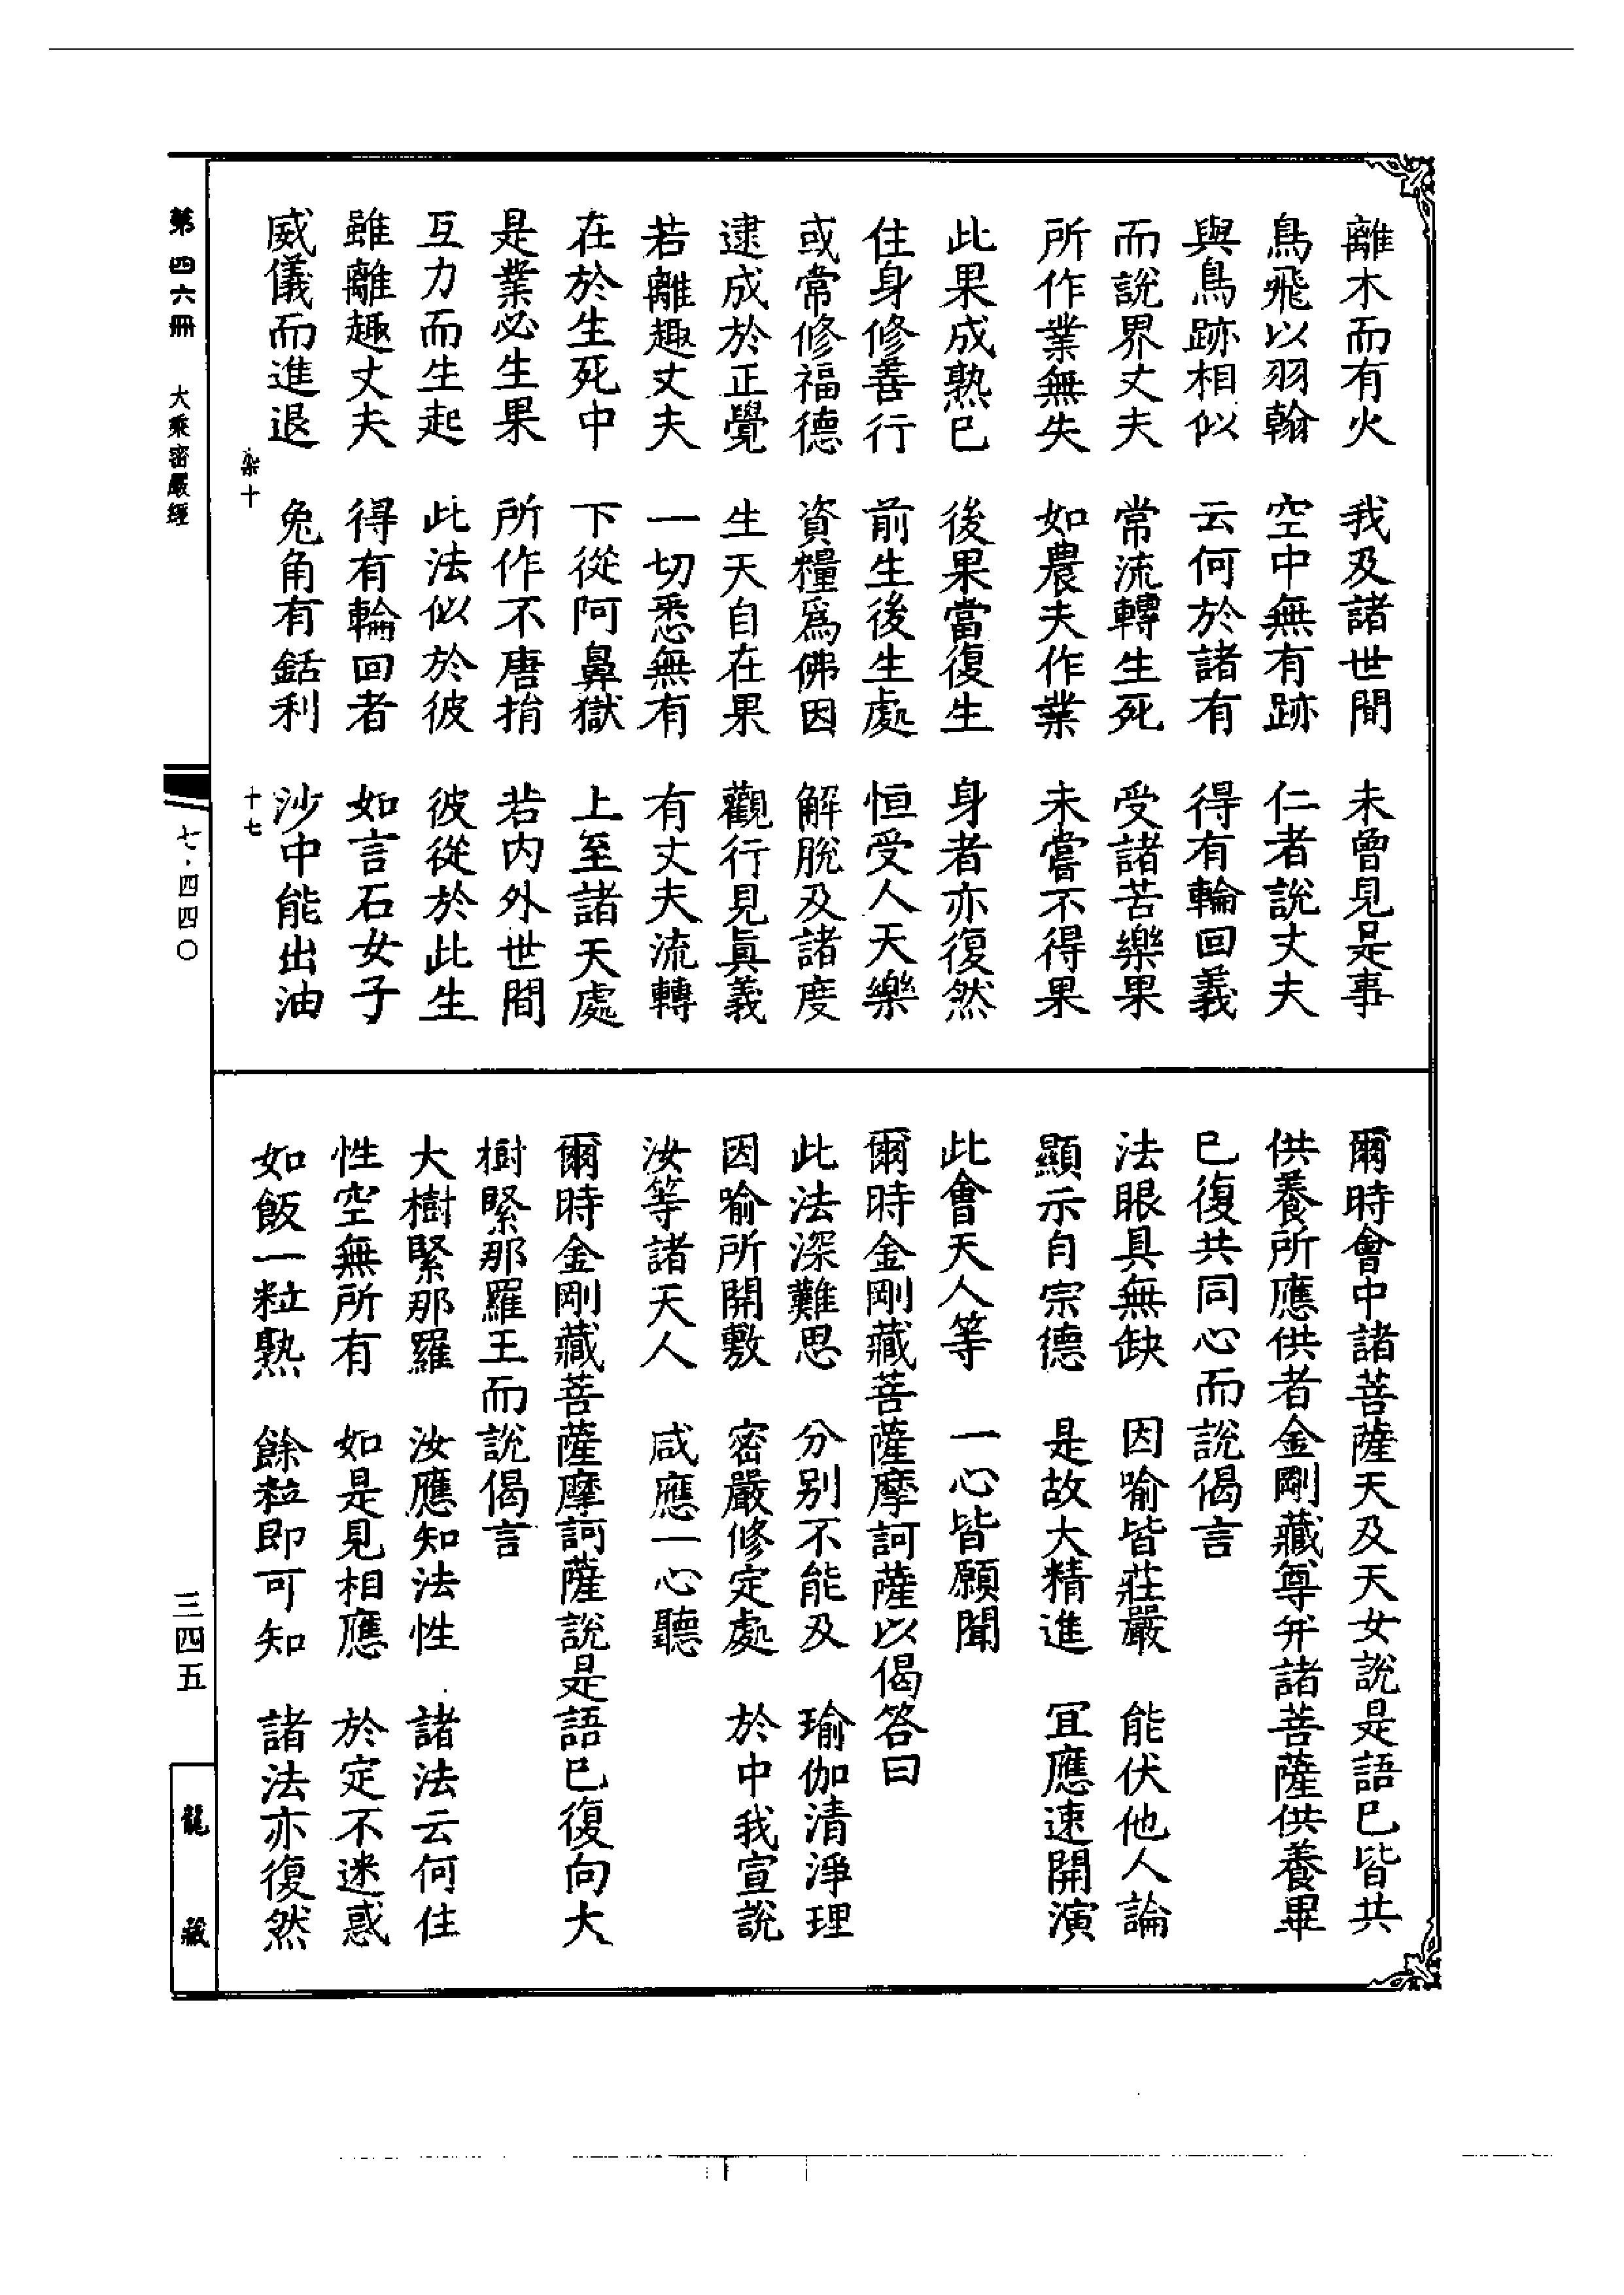 離木而有火　我及諸世間　未曾見是事
鳥飛以羽翰　空中無有跡　仁者說丈夫
與鳥跡相似　云何於諸有　得有輪回義
而說界丈夫　常流轉生死　受諸苦樂果
所作業無失　如農夫作業　未嘗不得果
此果成熟已　後果當復生　身者亦復然
住身修善行　前生後生處　恒受人天樂
或常修福德　資糧爲佛因　解脫及諸度
逮成於正覺　生天自在果　觀行見眞義
若離趣丈夫　一切悉無有　有丈夫流轉
在於生死中　下從阿鼻獄　上至諸天處
是業必生果　所作不唐捐　若內外世間
互力而生起　此法似於彼　彼從於此生
雖離趣丈夫　得有輪回者　如言石女子
威儀而進退　兔角有銛利　沙中能出油
染十　十七
爾時會中諸菩薩天及天女說是語已皆共
供養所應供者金剛藏尊并諸菩薩供養畢
已復共同心而說偈言
法眼具無缺　因喻皆莊嚴　能伏他人論
顯示自宗德　是故大精進　冝應速開演
此會天人等　一心皆願聞
爾時金剛藏菩薩摩訶薩以偈答曰
此法深難思　分別不能及　瑜伽清淨理
因喻所開敷　密嚴修定處　於中我宣說
汝等諸天人　咸應一心聽
爾時金剛藏菩薩摩訶薩說是語已復向大
樹緊那羅王而說偈言
大樹緊那羅　汝應知法性　諸法云何住
性空無所有　如是見相應　於定不迷惑
如飯一粒熟　餘粒即可知　諸法亦復然
第四六冊　大乘密嚴經　七·四四〇　三四五　龍藏